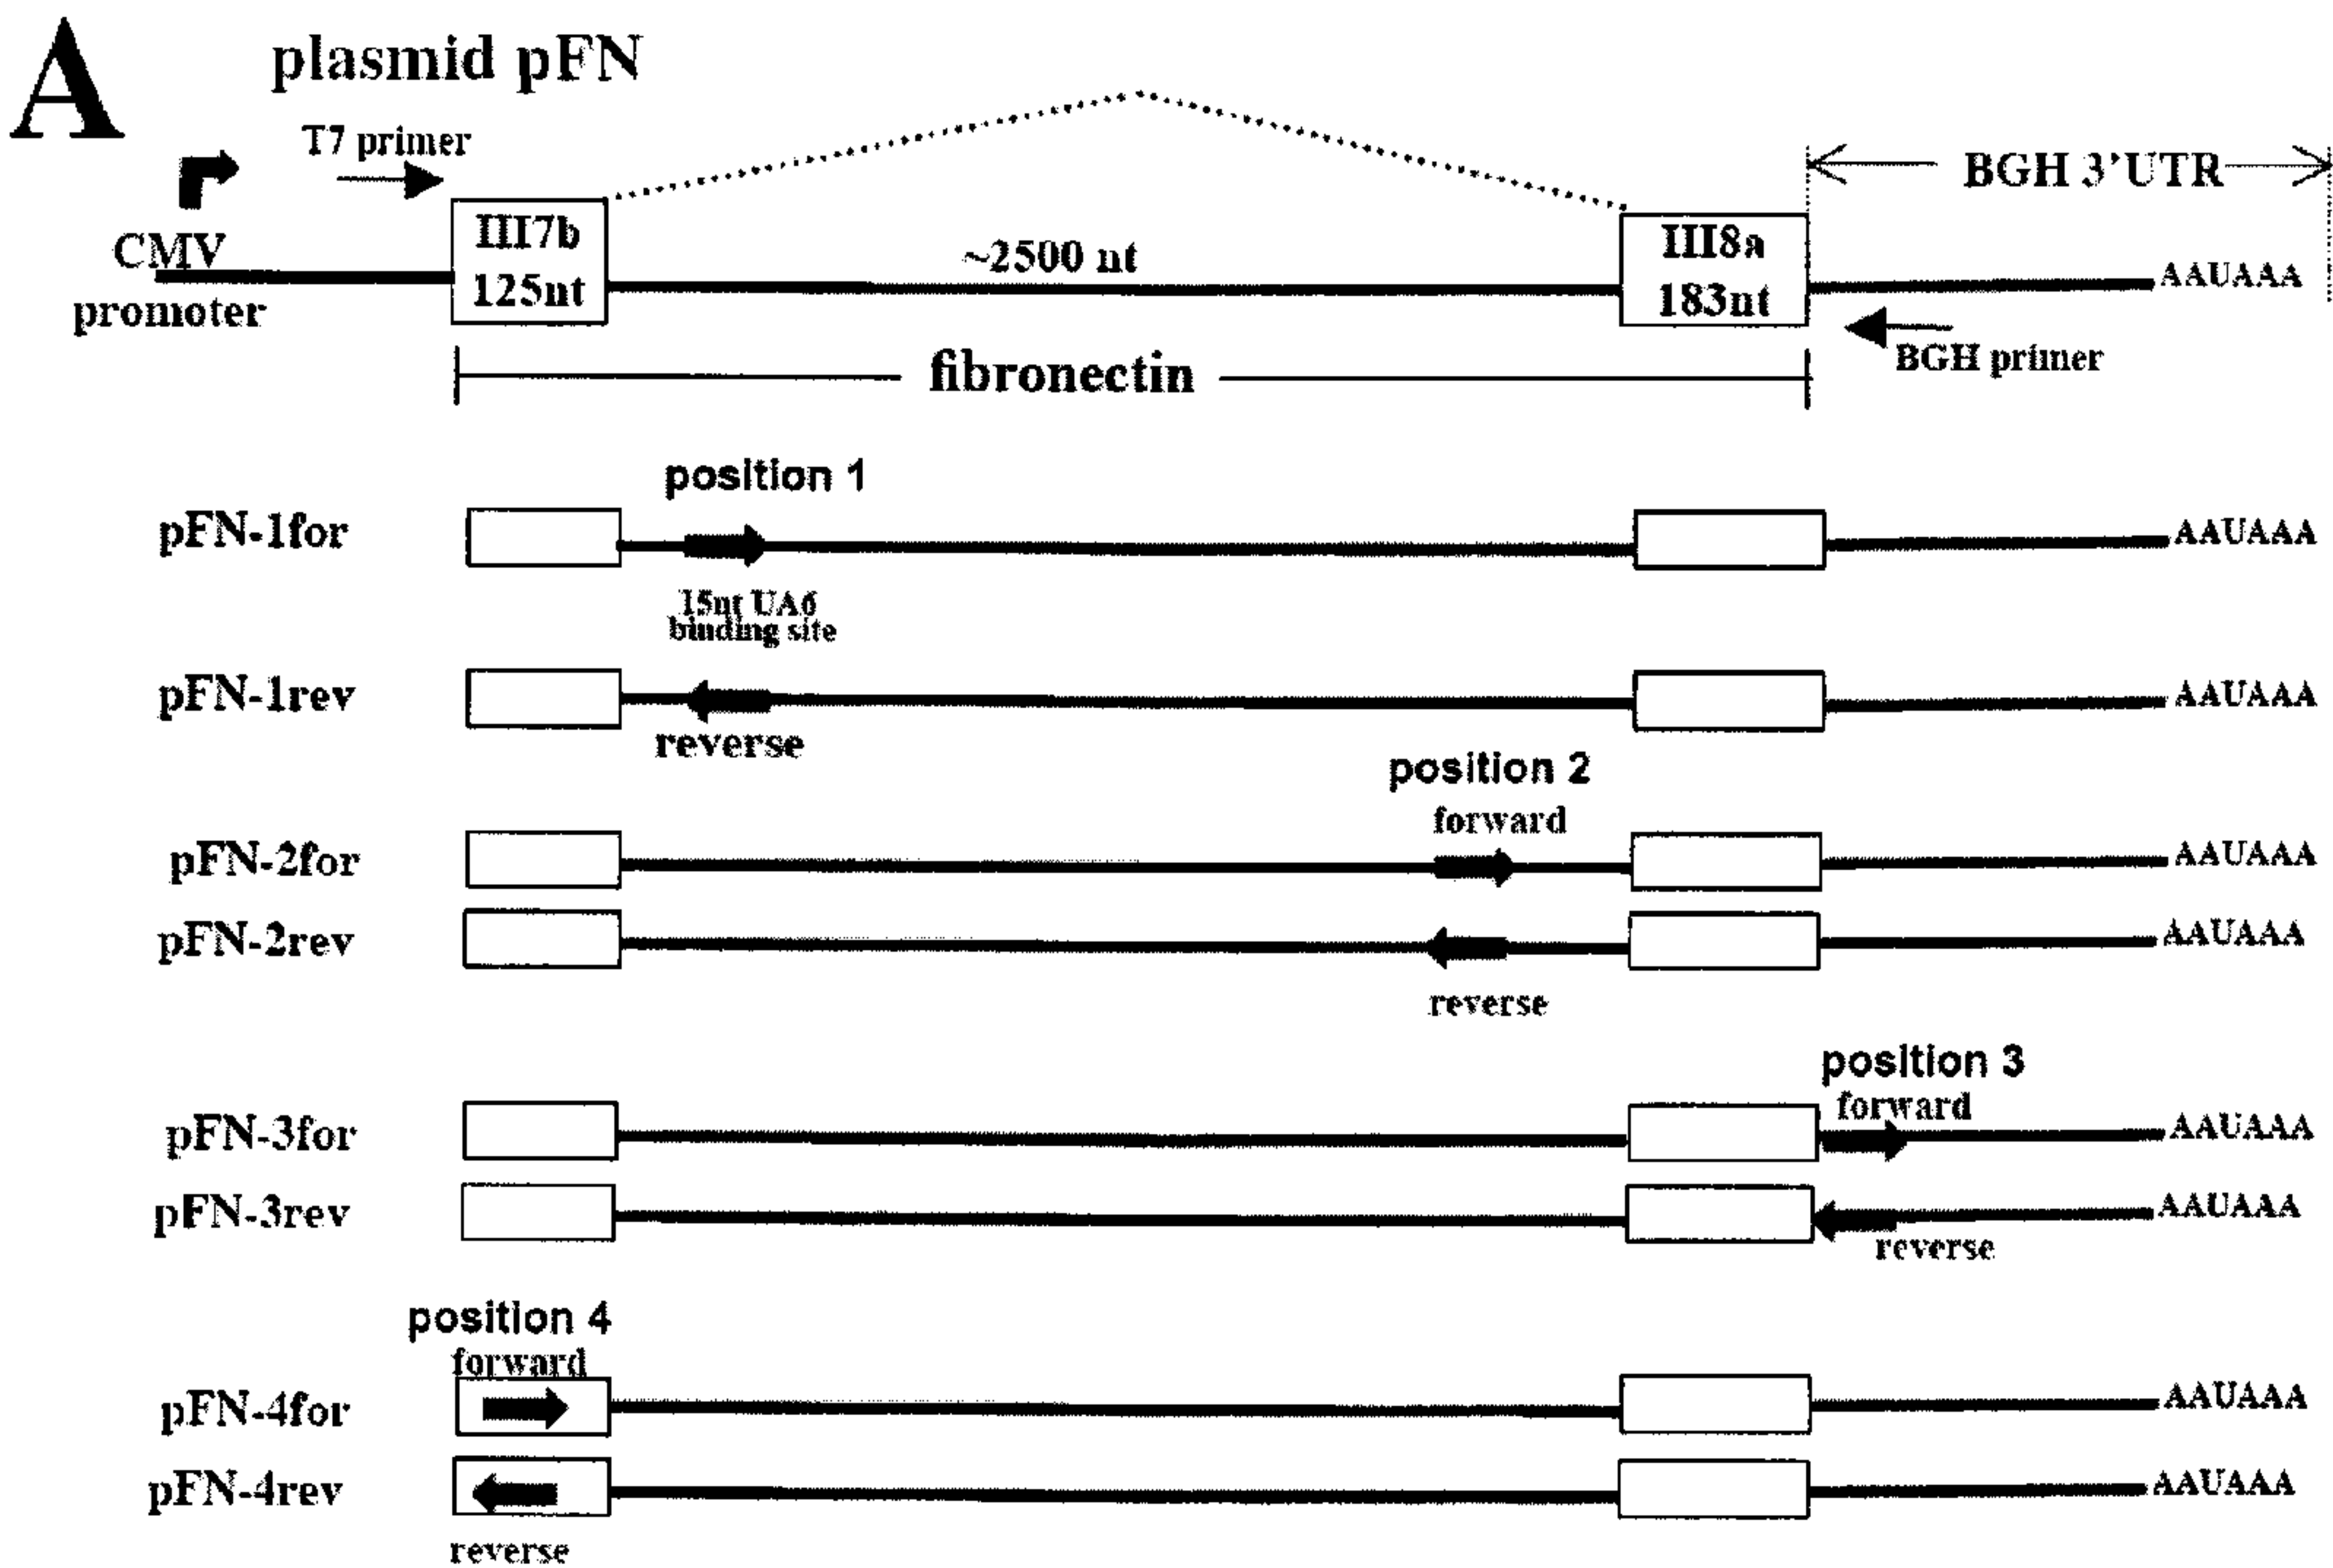 A
plasmid pFN
T7 primer
CMV
promoter
III7b
125nt
~2500 nt
III8a
183nt
BGH 3'UTR
AAUAAA
BGH primer
fibronectin
position 1
pFN-1for
AAUAAA
15nt UA6
binding site
pFN-1rev
AAUAAA
reverse
position 2
forward
pFN-2for
AAUAAA
pFN-2rev
AAUAAA
reverse
position 3
forward
pFN-3for
AAUAAA
pFN-3rev
AAUAAA
reverse
position 4
forward
pFN-4for
AAUAAA
pFN-4rev
AAUAAA
reverse